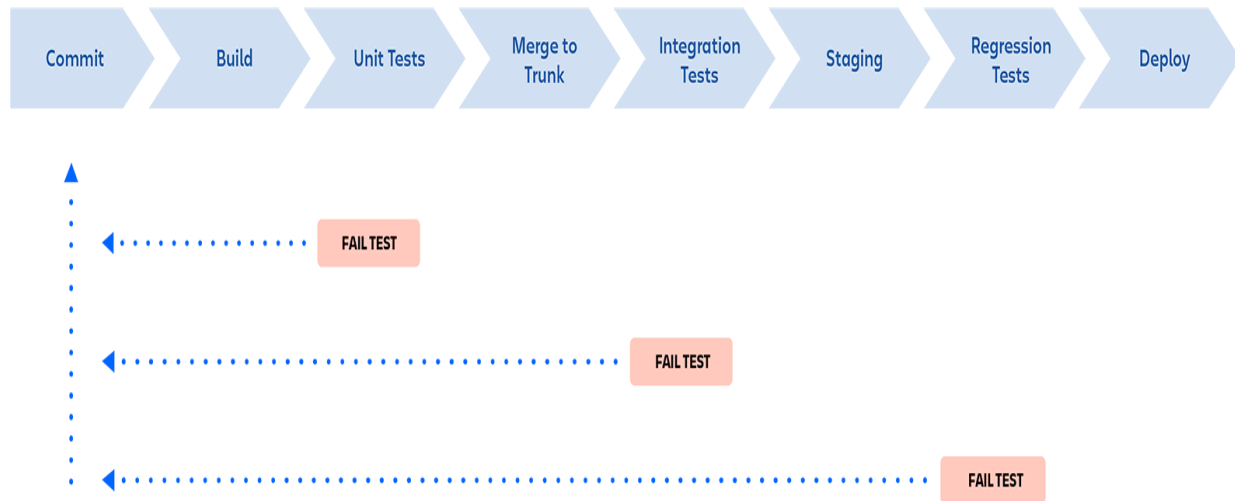 Commit
Build
Unit Tests
Merge to
Trunk
Integration
Tests
Staging
Regression
Tests
Deploy
FAIL TEST
FAIL TEST
FAIL TEST